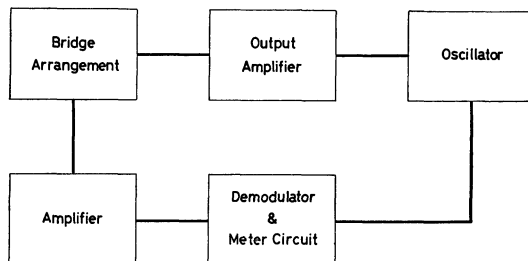 Bridge
Arrangement
Output
Amplifier
Oscillator
Amplifier
Demodulator
&
Meter Circuit